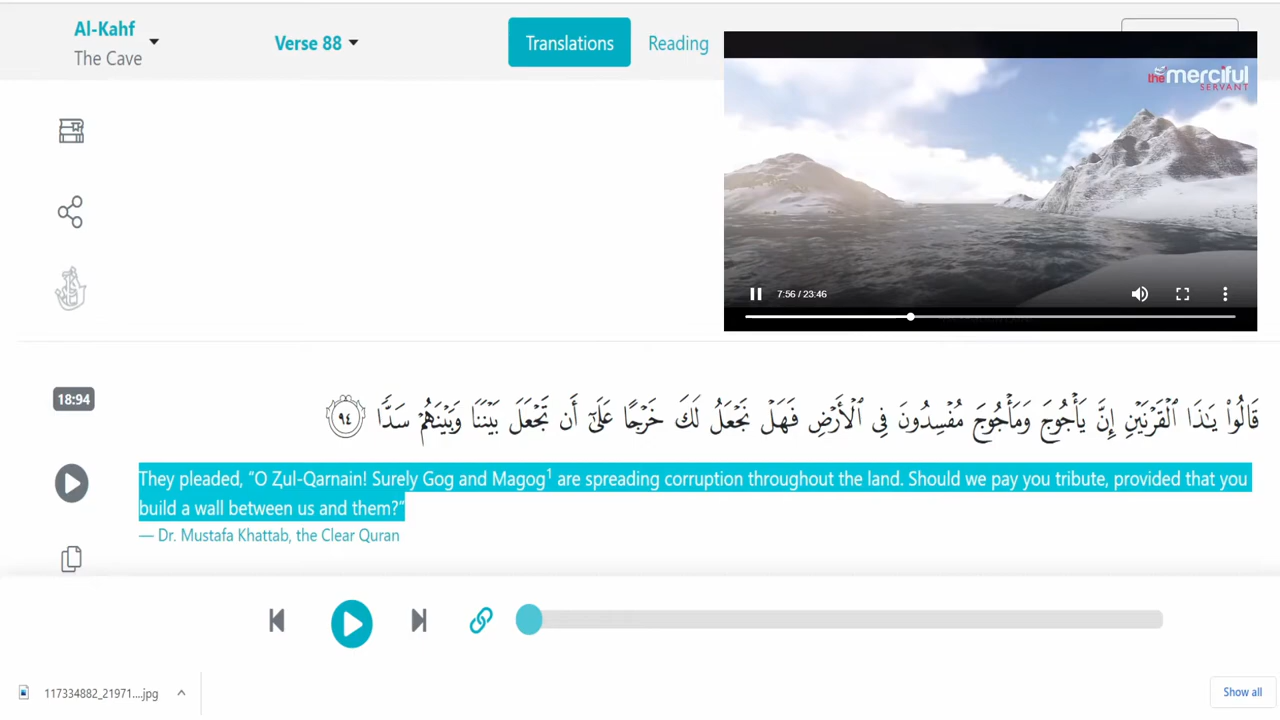 Al-Kahf
The Cave
Verse 88
Translations
Reading
the merciful
SERVANT
7:56 / 23:46
18:94
قَالُوا۟ يَـٰذَا ٱلْقَرْنَيْنِ إِنَّ يَأْجُوجَ وَمَأْجُوجَ مُفْسِدُونَ فِى ٱلْأَرْضِ فَهَلْ نَجْعَلُ لَكَ خَرْجًا عَلَىٰٓ أَن تَجْعَلَ بَيْنَنَا وَبَيْنَهُمْ سَدًّا ٩٤
They pleaded, “O Ⱬul-Qarnain! Surely Gog and Magog¹ are spreading corruption throughout the land. Should we pay you tribute, provided that you
build a wall between us and them?”
— Dr. Mustafa Khattab, the Clear Quran
117334882_21971....jpg
Show all